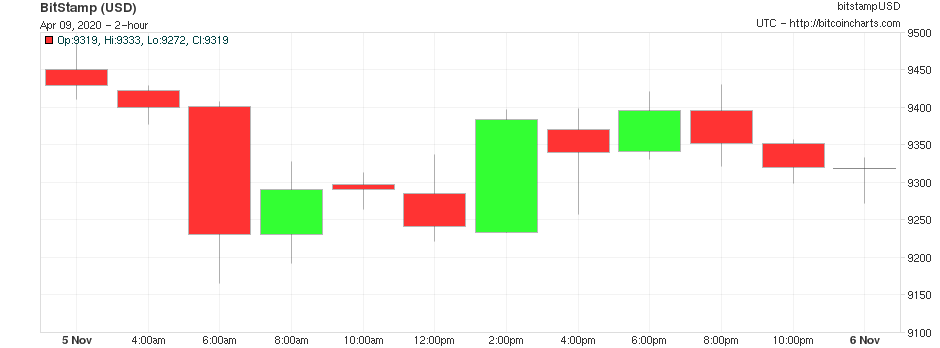 BitStamp (USD)
bitstampUSD
Apr 09, 2020 - 2-hour
UTC - http://bitcoincharts.com
Op:9319, Hi:9333, Lo:9272, Cl:9319
9500
9450
9400
9350
9300
9250
9200
9150
9100
5 Nov
4:00am
6:00am
8:00am
10:00am
12:00pm
2:00pm
4:00pm
6:00pm
8:00pm
10:00pm
6 Nov